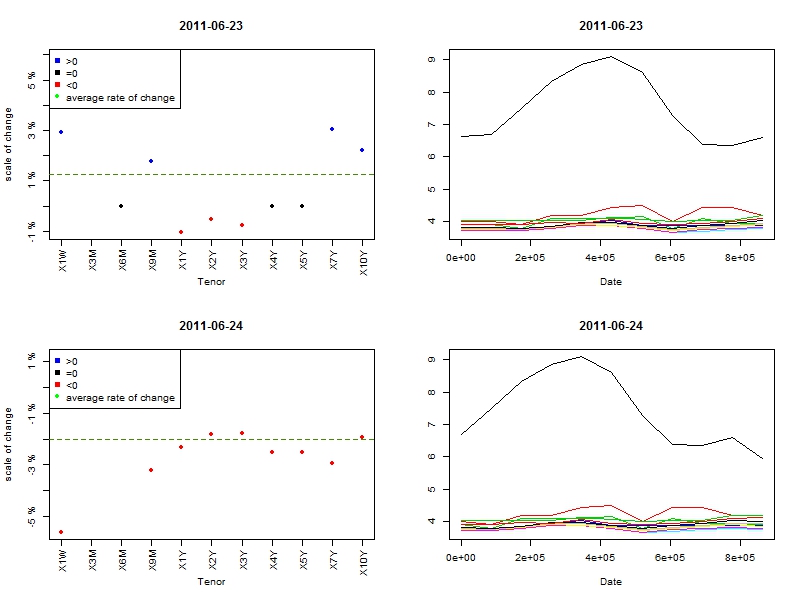 2011-06-23
>0
=0
<0
average rate of change
scale of change
5 %
3 %
1 %
-1 %
X1W X3M X6M X9M X1Y X2Y X3Y X4Y X5Y X7Y X10Y
Tenor
2011-06-23
9
8
7
6
5
4
0e+00 2e+05 4e+05 6e+05 8e+05
Date
2011-06-24
>0
=0
<0
average rate of change
scale of change
1 %
-1 %
-3 %
-5 %
X1W X3M X6M X9M X1Y X2Y X3Y X4Y X5Y X7Y X10Y
Tenor
2011-06-24
9
8
7
6
5
4
0e+00 2e+05 4e+05 6e+05 8e+05
Date